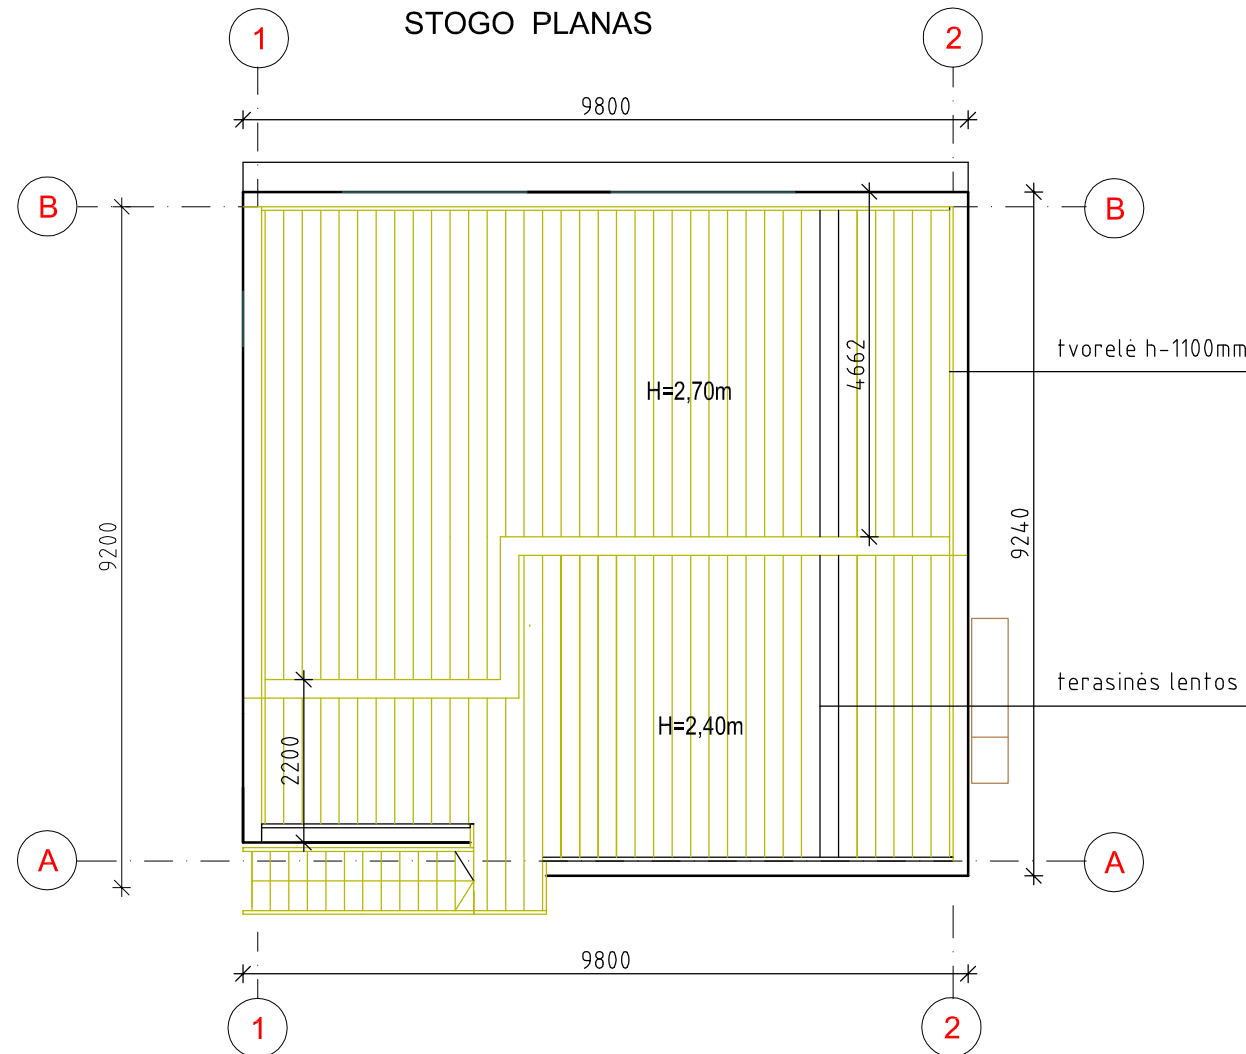 STOGO PLANAS
1
2
9800
B
B
tvorelė h-1100mm
4662
H=2,70m
9200
9240
terasinės lentos
H=2,40m
2200
A
A
9800
1
2